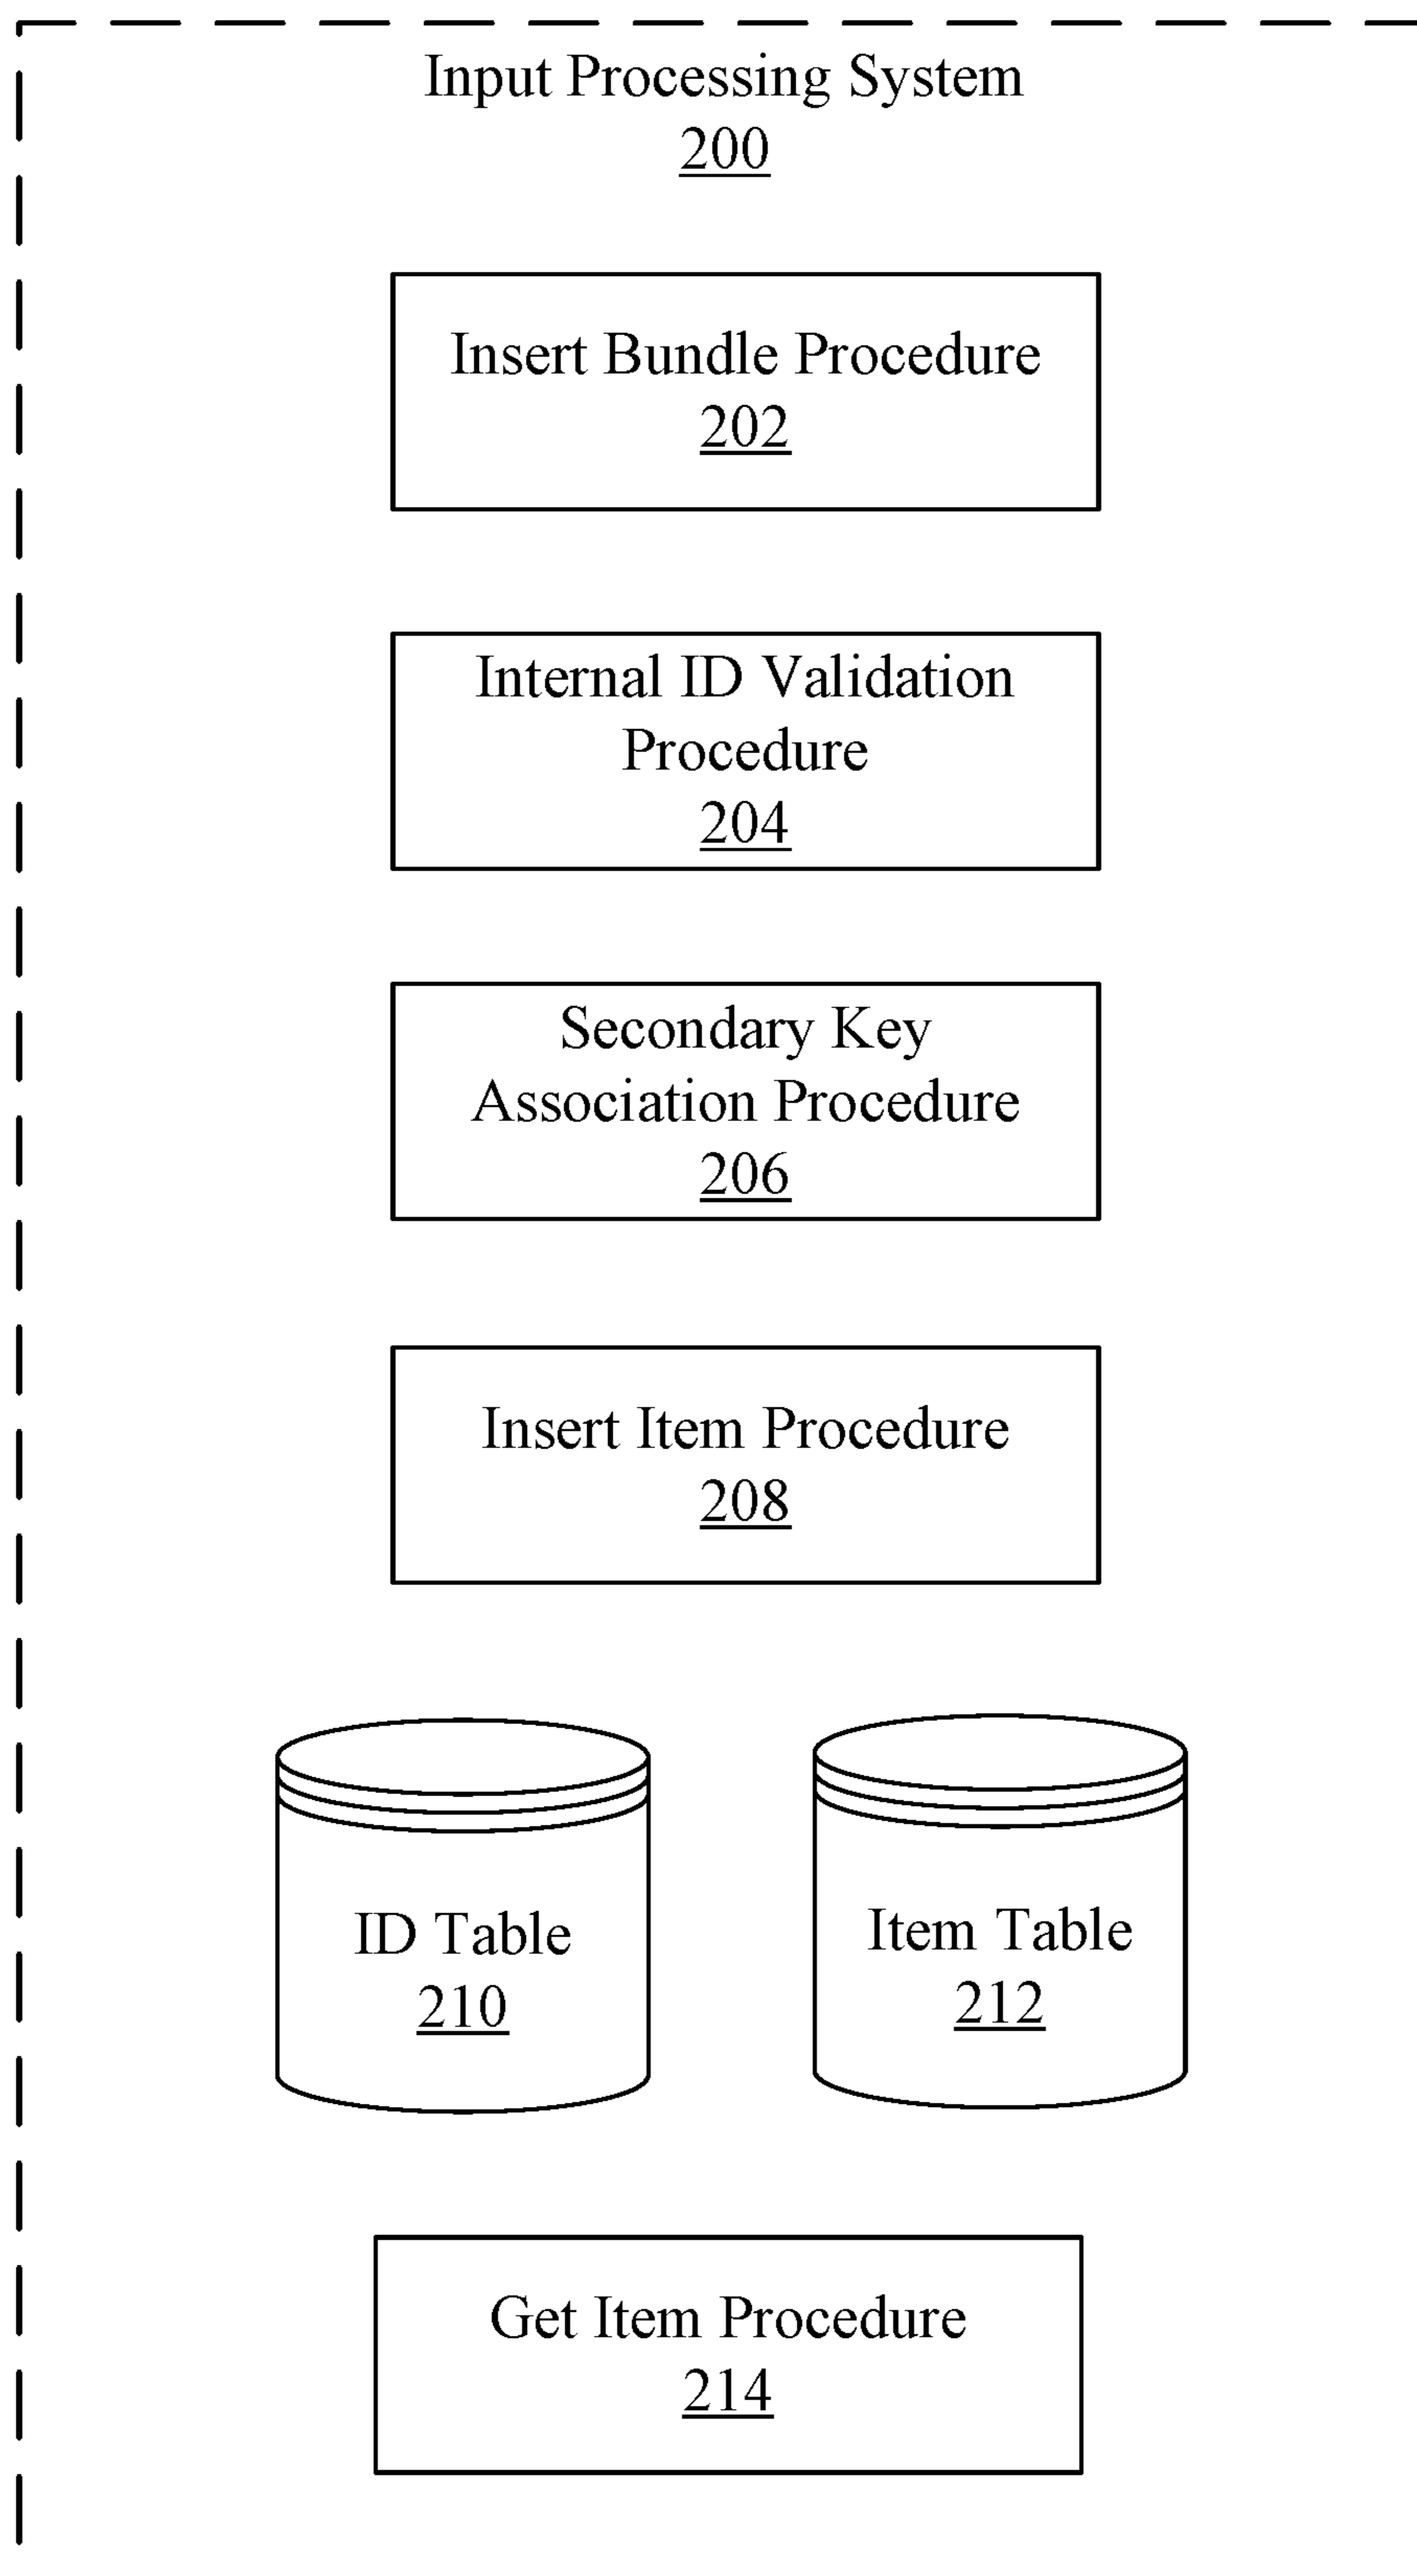 Input Processing System
200
Insert Bundle Procedure
202
Internal ID Validation
Procedure
204
Secondary Key
Association Procedure
206
Insert Item Procedure
208
ID Table
210
Item Table
212
Get Item Procedure
214